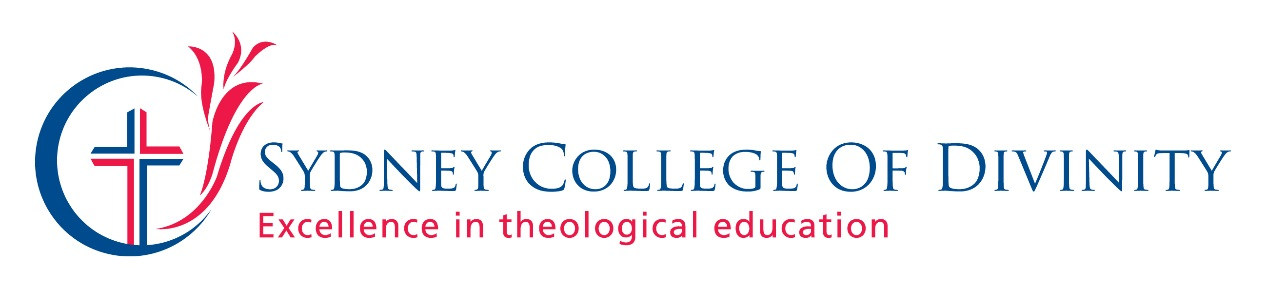 Sydney College Of Divinity
Excellence in theological education